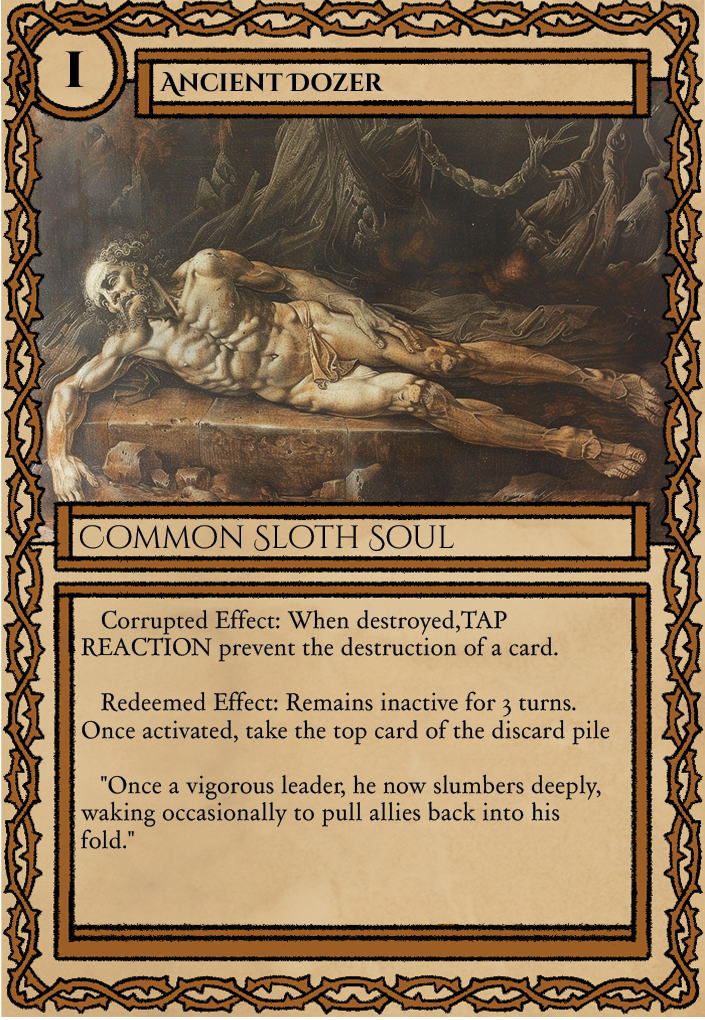 I
Ancient Dozer
Common Sloth Soul
Corrupted Effect: When destroyed,TAP
REACTION prevent the destruction of a card.
Redeemed Effect: Remains inactive for 3 turns.
Once activated, take the top card of the discard pile
"Once a vigorous leader, he now slumbers deeply,
waking occasionally to pull allies back into his
fold."